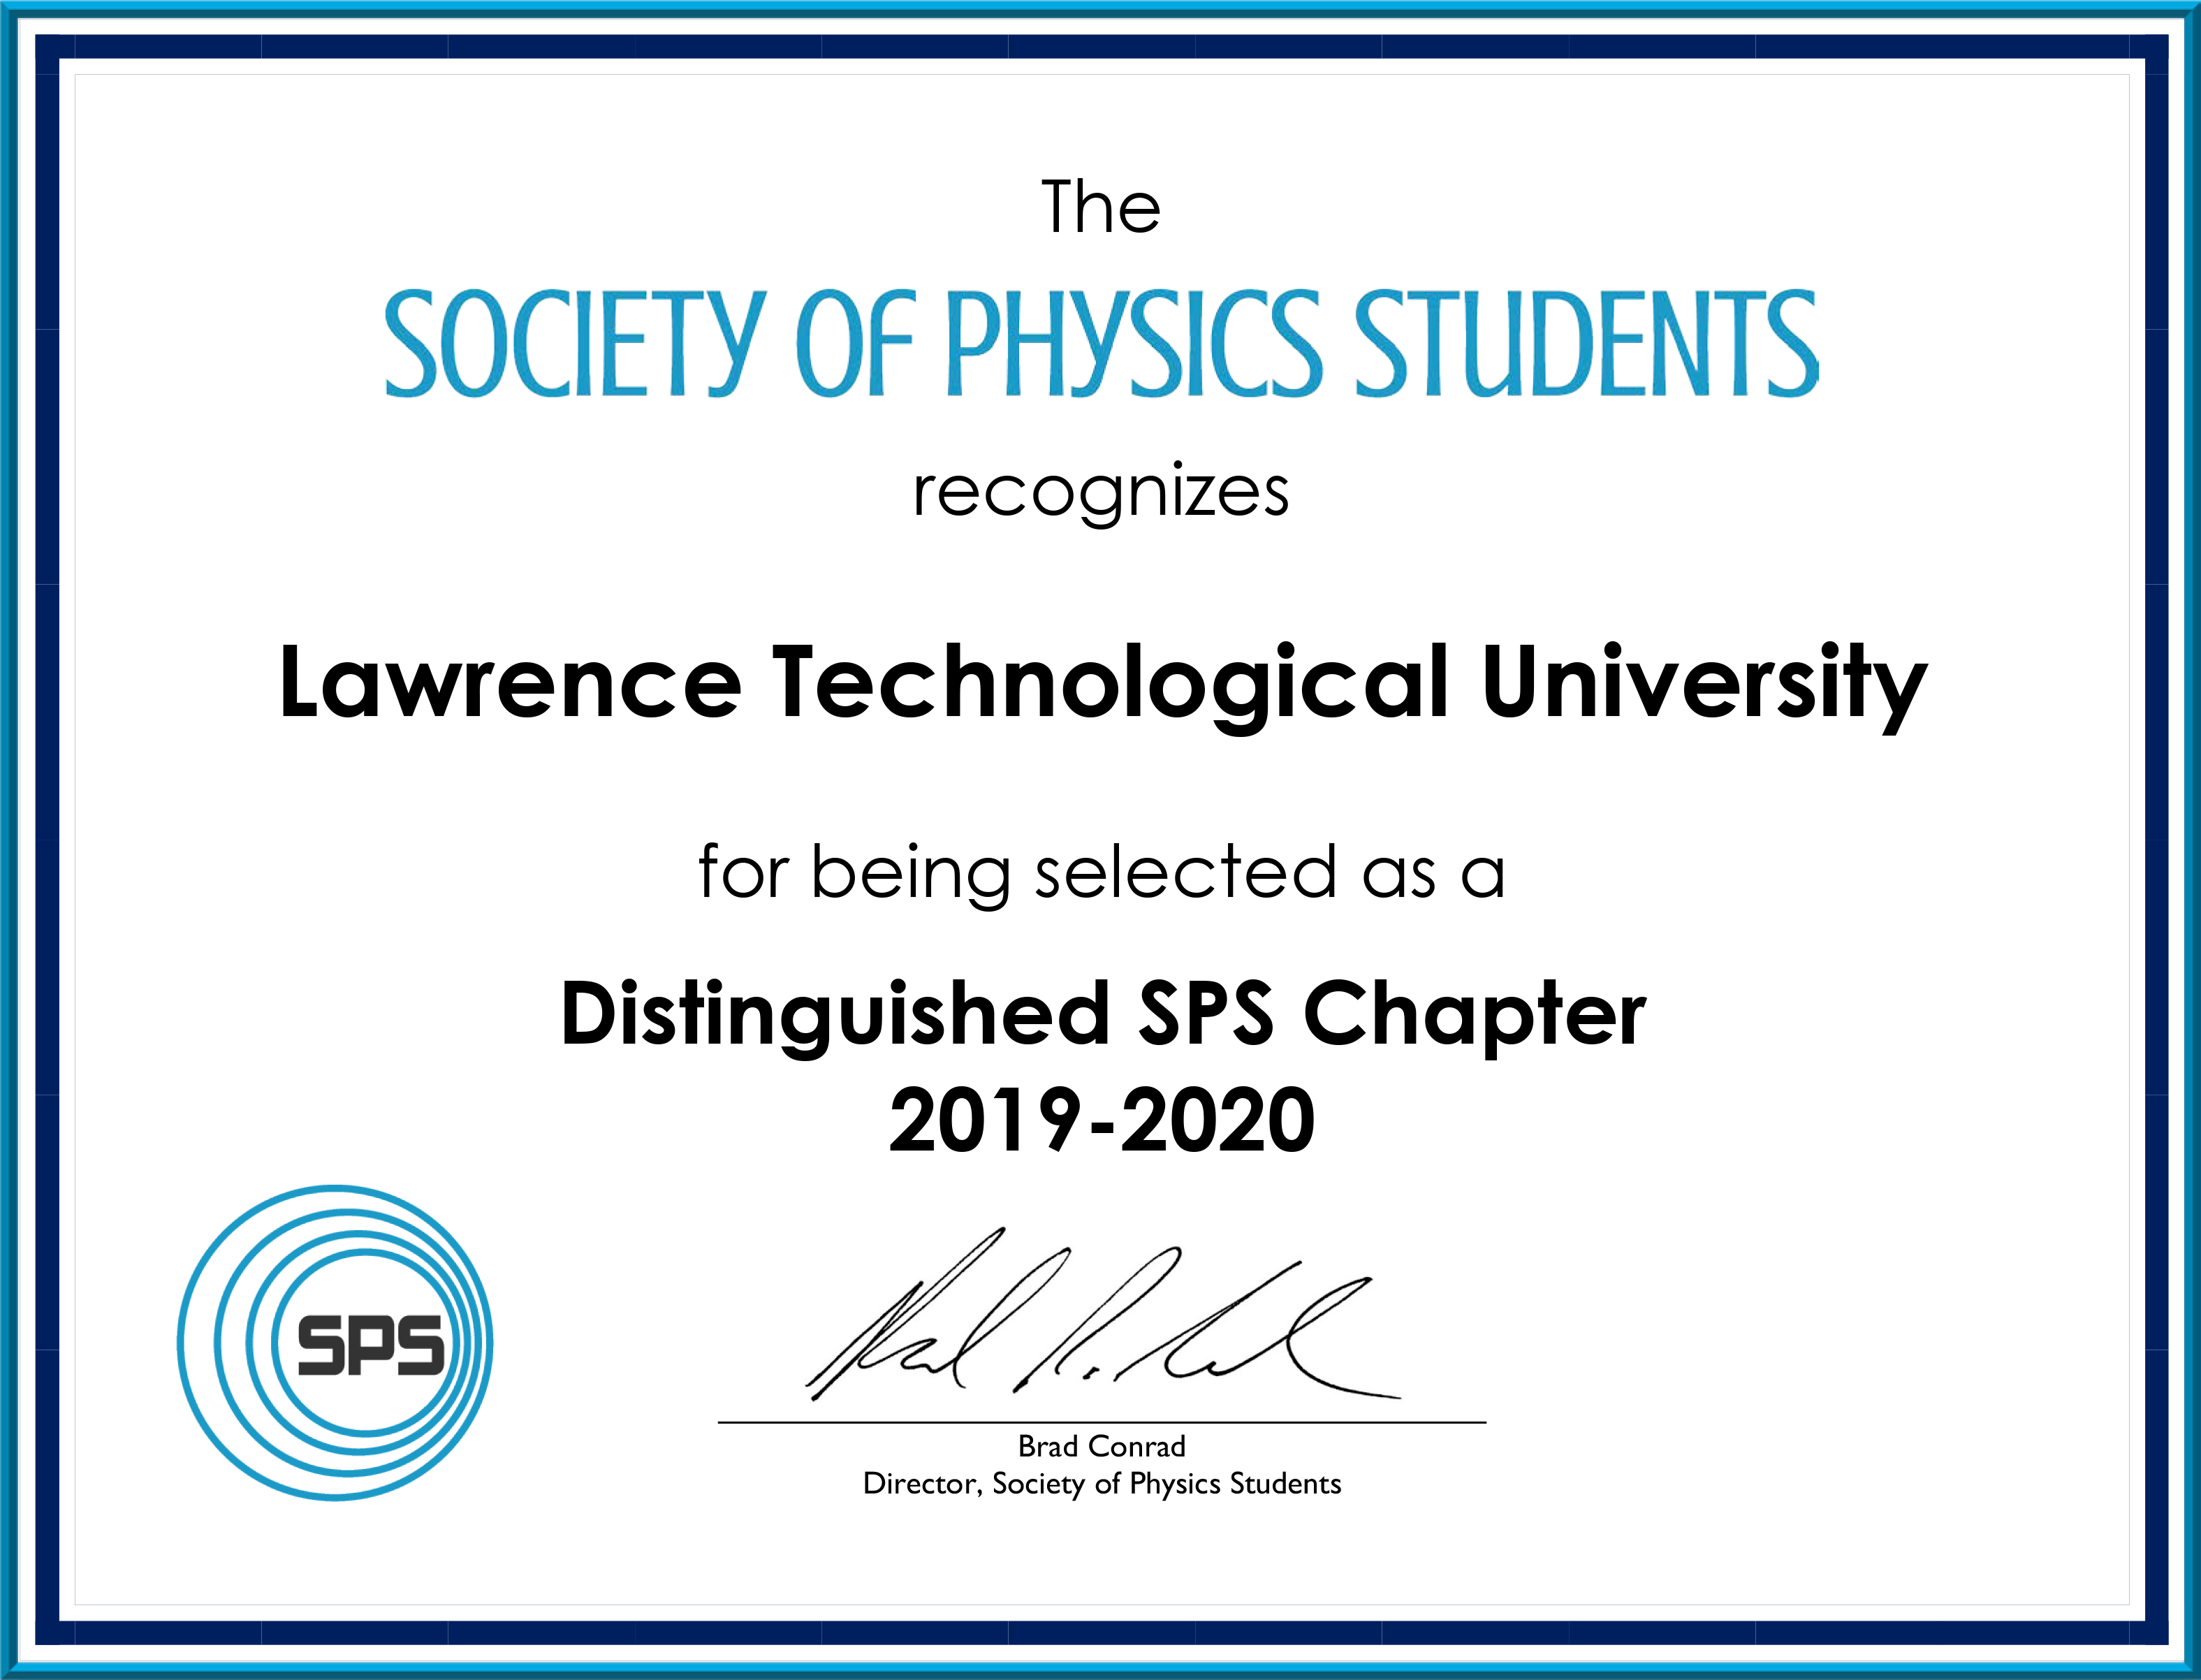 The
SOCIETY OF PHYSICS STUDENTS
recognizes
Lawrence Technological University
for being selected as a
Distinguished SPS Chapter
2019-2020
SPS
Brad Conrad
Director, Society of Physics Students